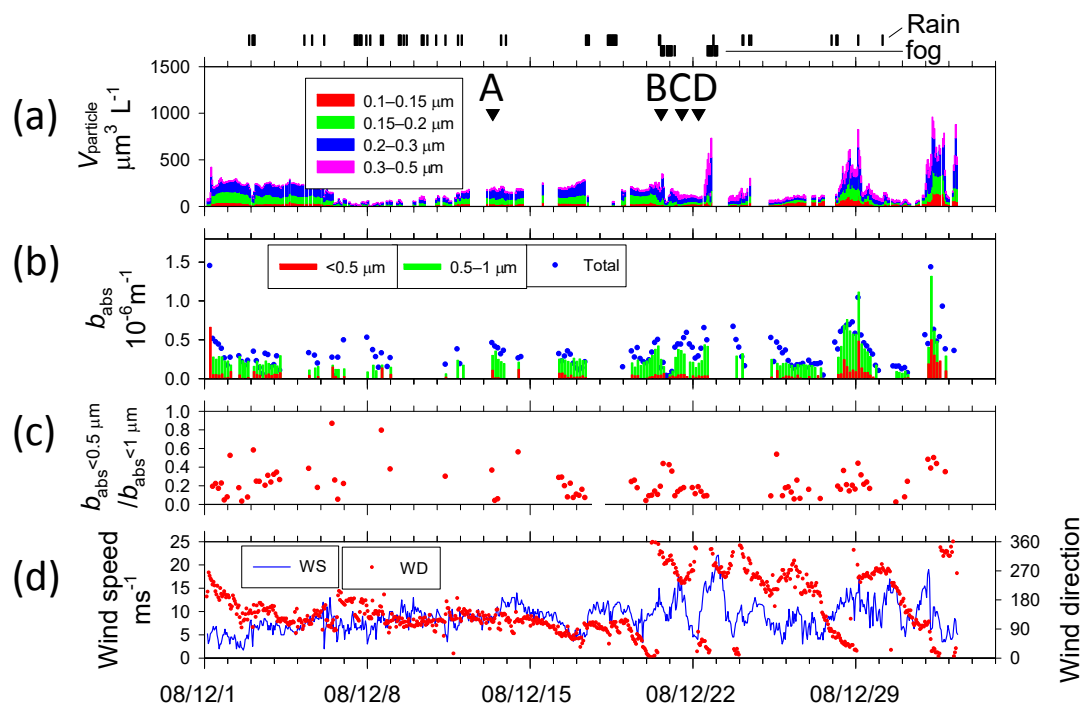 Rain
fog
(a)
V particle
μm³ L⁻¹
1500
1000
500
0
A
B
C
D
0.1–0.15 μm
0.15–0.2 μm
0.2–0.3 μm
0.3–0.5 μm
(b)
b abs
10⁻⁶m⁻¹
1.5
1.0
0.5
0.0
<0.5 μm
0.5–1 μm
Total
(c)
b abs <0.5 μm
/b abs <1 μm
1.0
0.8
0.6
0.4
0.2
0.0
(d)
Wind speed
ms⁻¹
25
20
15
10
5
0
WS
WD
360
270
180
90
0
Wind direction
08/12/1
08/12/8
08/12/15
08/12/22
08/12/29